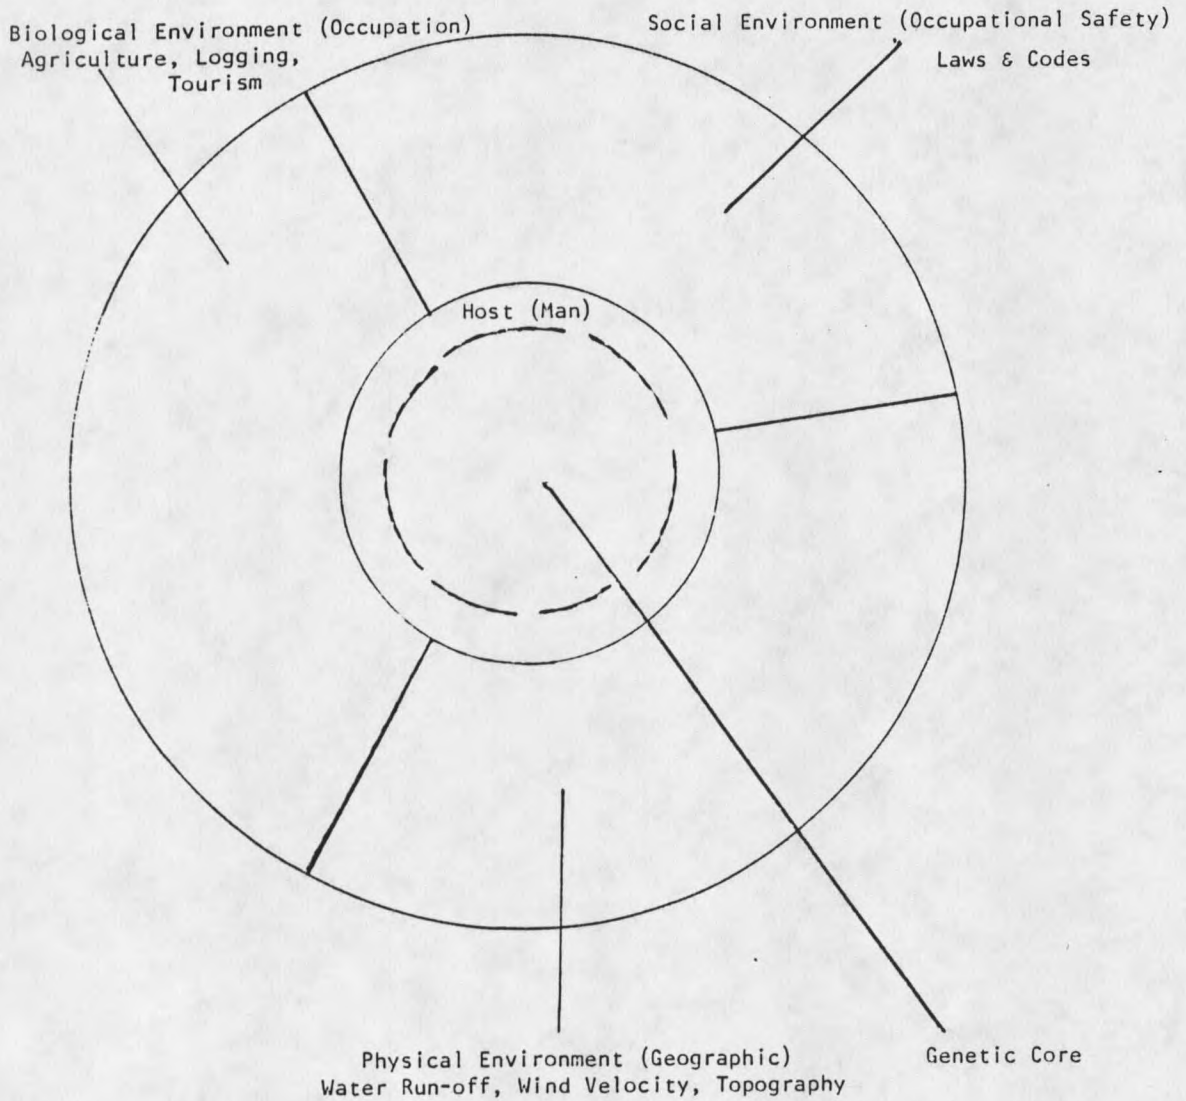 Biological Environment (Occupation)
Agriculture, Logging,
Tourism
Social Environment (Occupational Safety)
Laws & Codes
Host (Man)
Physical Environment (Geographic)
Water Run-off, Wind Velocity, Topography
Genetic Core